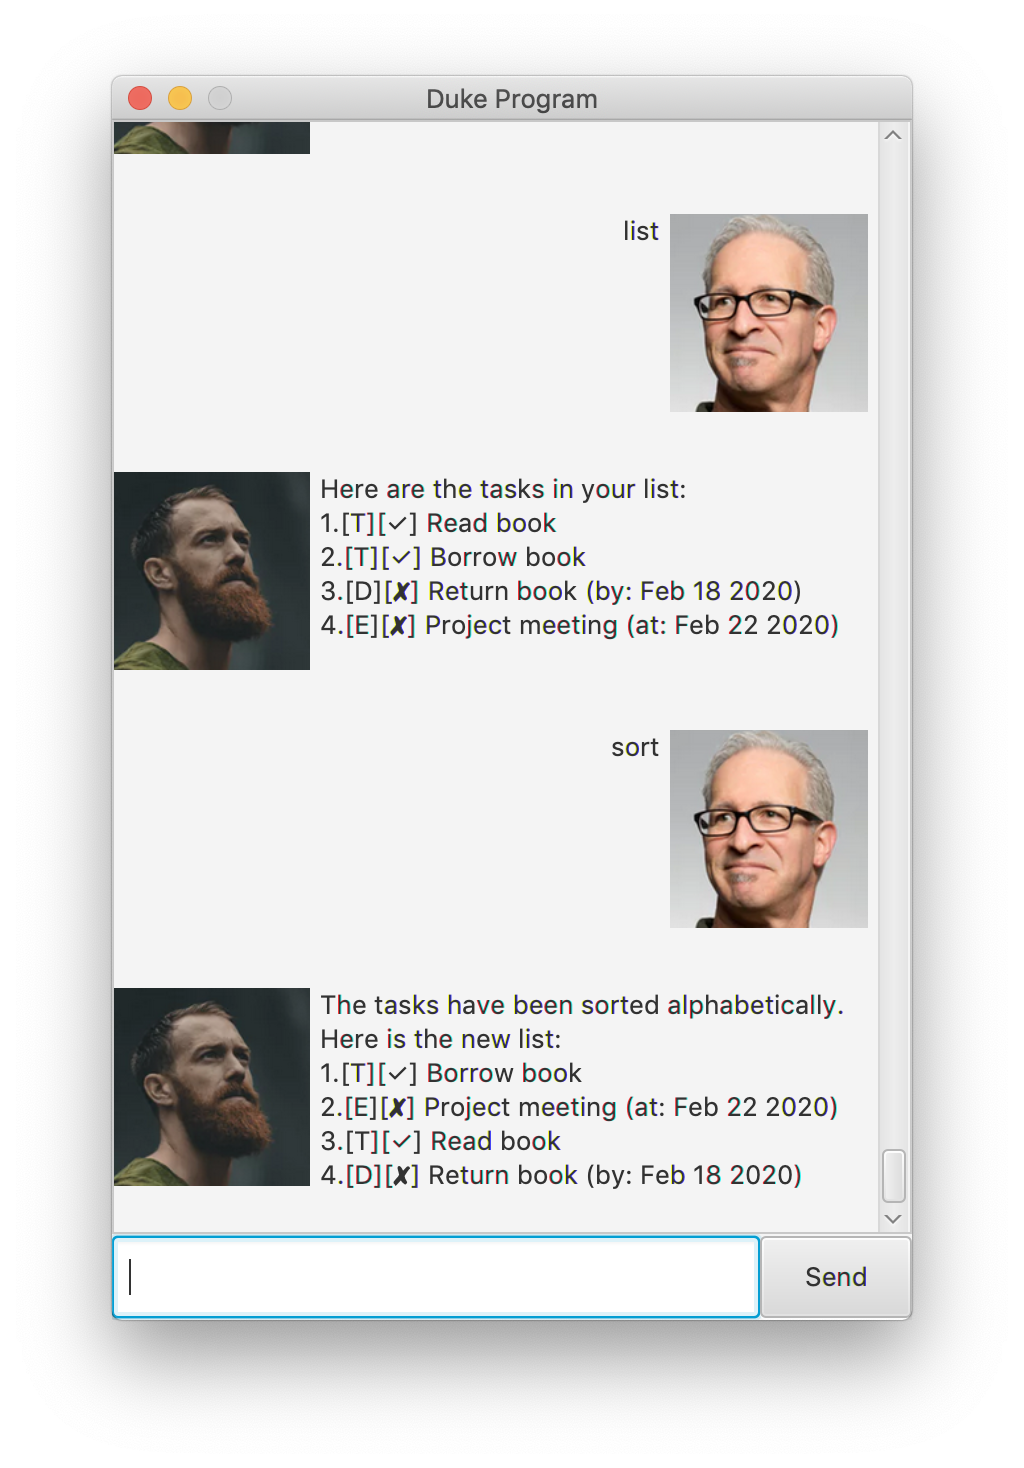 Duke Program
list
Here are the tasks in your list:
1.[T][✓] Read book
2.[T][✓] Borrow book
3.[D][✘] Return book (by: Feb 18 2020)
4.[E][✘] Project meeting (at: Feb 22 2020)
sort
The tasks have been sorted alphabetically.
Here is the new list:
1.[T][✓] Borrow book
2.[E][✘] Project meeting (at: Feb 22 2020)
3.[T][✓] Read book
4.[D][✘] Return book (by: Feb 18 2020)
Send